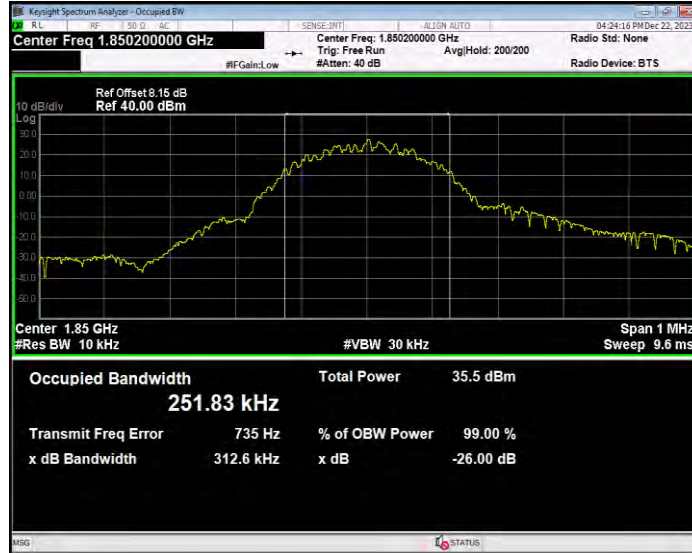 Keysight Spectrum Analyzer - Occupied BW
RL RF 50 Ω AC SENSE:INT ALIGN AUTO 04:24:16 PM Dec 22, 2023
Center Freq 1.850200000 GHz
Center Freq: 1.850200000 GHz
Radio Std: None
Trig: Free Run Avg|Hold: 200/200
#IFGain:Low #Atten: 40 dB Radio Device: BTS
Ref Offset 8.15 dB
10 dB/div Ref 40.00 dBm
Log
30.0
20.0
10.0
0.00
-10.0
-20.0
-30.0
-40.0
-50.0
Center 1.85 GHz Span 1 MHz
#Res BW 10 kHz #VBW 30 kHz Sweep 9.6 ms
Occupied Bandwidth Total Power 35.5 dBm
251.83 kHz
Transmit Freq Error 735 Hz % of OBW Power 99.00 %
x dB Bandwidth 312.6 kHz x dB -26.00 dB
MSG STATUS